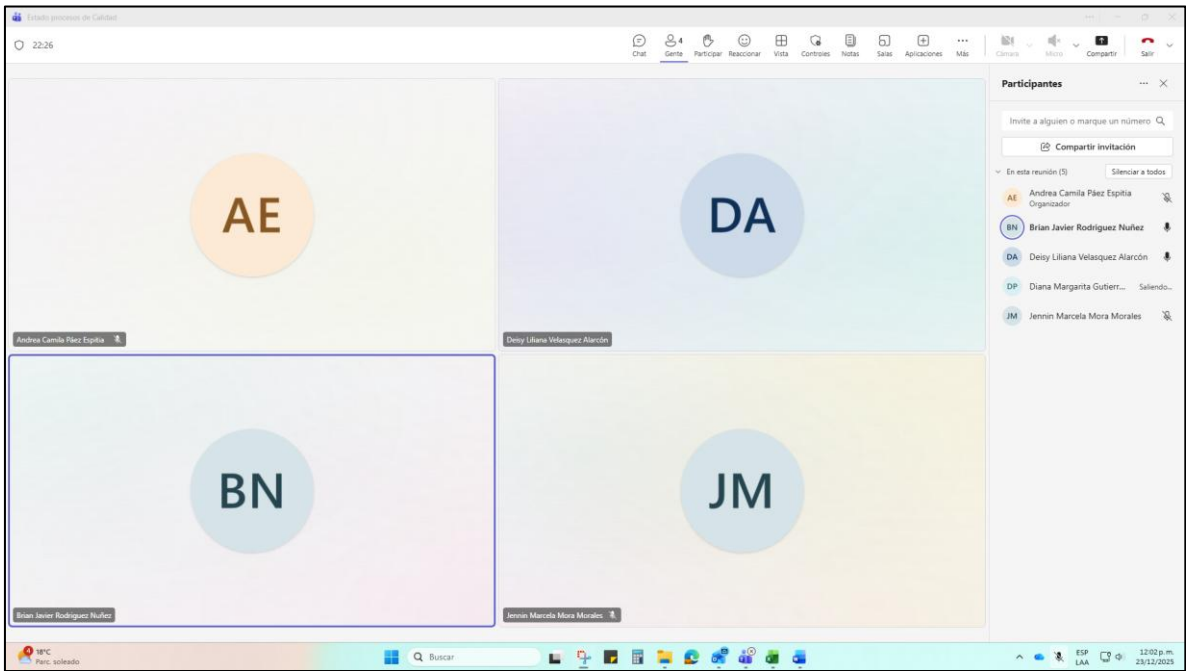 Estado procesos de Calidad
22:26
Chat
4
Gente
Participar
Reaccionar
Vista
Controles
Notas
Salas
Aplicaciones
Más
Cámara
Micro
Compartir
Salir
Participantes
Invite a alguien o marque un número
Compartir invitación
En esta reunión (5)
Silenciar a todos
AE
Andrea Camila Páez Espitia
Organizador
BN
Brian Javier Rodriguez Nuñez
DA
Deisy Liliana Velasquez Alarcón
DP
Diana Margarita Gutierr...
Saliendo...
JM
Jennin Marcela Mora Morales
AE
Andrea Camila Páez Espitia
DA
Deisy Liliana Velasquez Alarcón
BN
Brian Javier Rodriguez Nuñez
JM
Jennin Marcela Mora Morales
4
18°C
Parc. soleado
Buscar
ESP
LAA
12:02 p.m.
23/12/2025